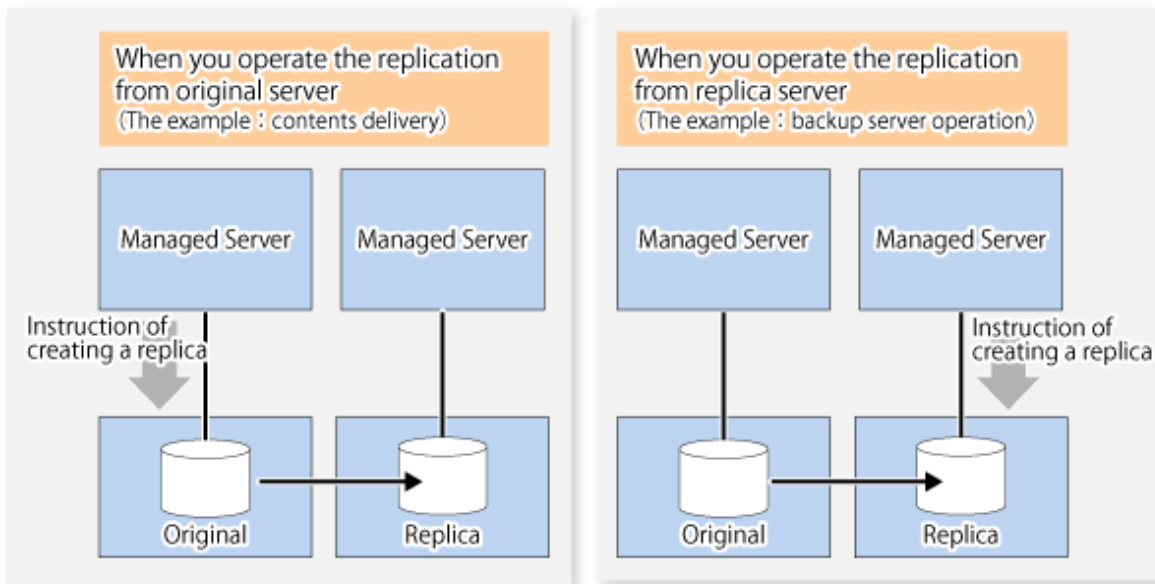 When you operate the replication
from original server
(The example：contents delivery)
Managed Server
Managed Server
Instruction of
creating a replica
Original
Replica
When you operate the replication
from replica server
(The example：backup server operation)
Managed Server
Managed Server
Instruction of
creating a replica
Original
Replica